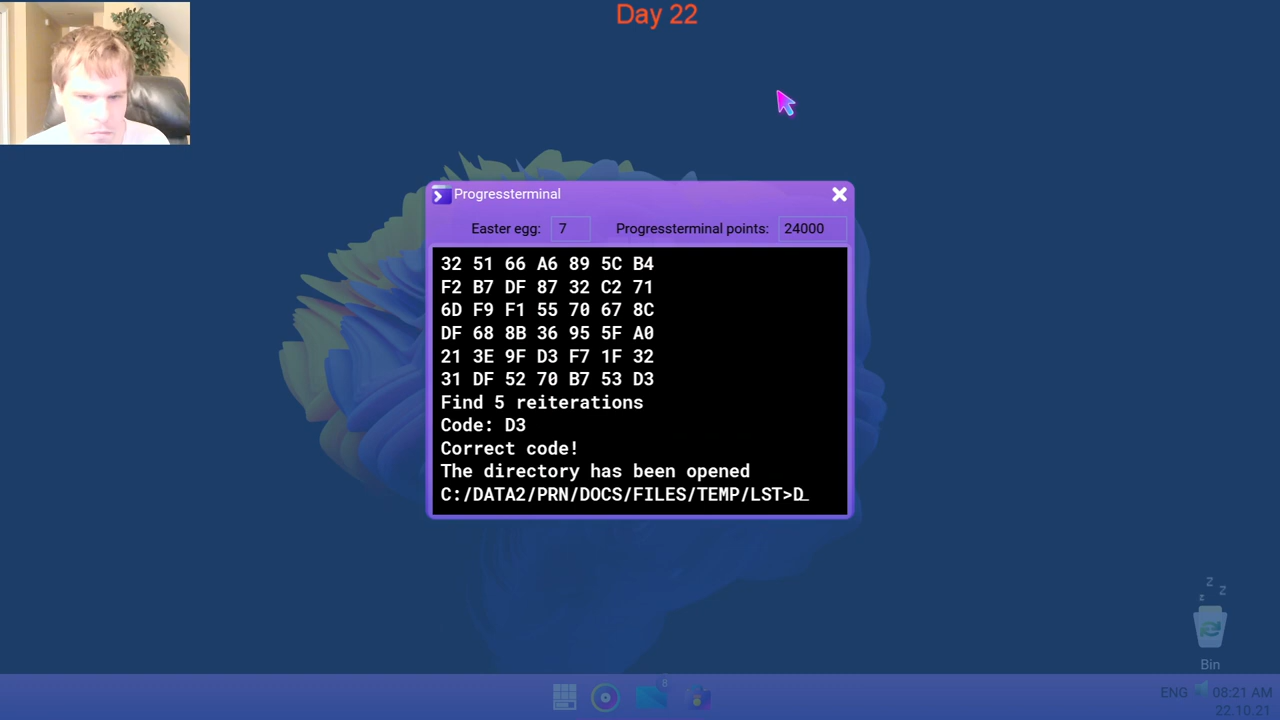 Day 22
Progressterminal
Easter egg: 7 Progressterminal points: 24000
32 51 66 A6 89 5C B4
F2 B7 DF 87 32 C2 71
6D F9 F1 55 70 67 8C
DF 68 8B 36 95 5F A0
21 3E 9F D3 F7 1F 32
31 DF 52 70 B7 53 D3
Find 5 reiterations
Code: D3
Correct code!
The directory has been opened
C:/DATA2/PRN/DOCS/FILES/TEMP/LST>D_
z z z
Bin
8
ENG 08:21 AM
22.10.21